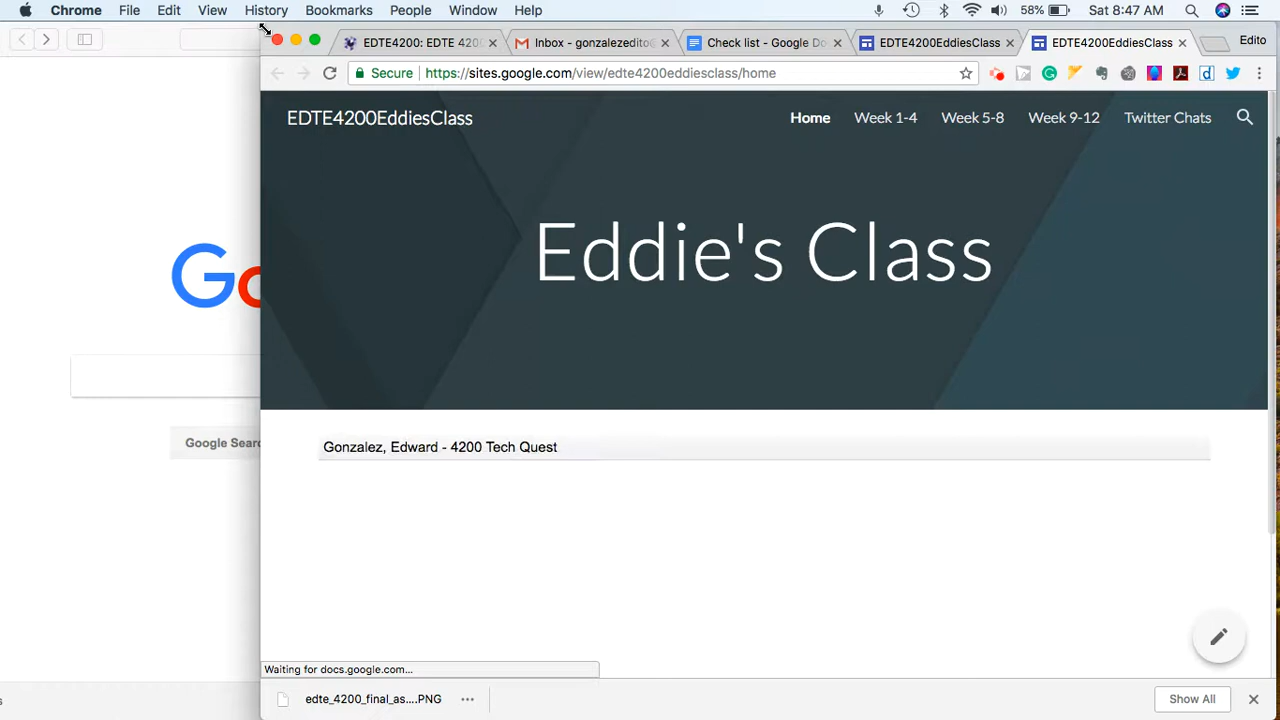 Chrome File Edit View History Bookmarks People Window Help 58% Sat 8:47 AM
EDTE4200: EDTE 420 Inbox - gonzalezedito@ Check list - Google Do EDTE4200EddiesClass EDTE4200EddiesClass Edito
Secure https://sites.google.com/view/edte4200eddiesclass/home
EDTE4200EddiesClass Home Week 1-4 Week 5-8 Week 9-12 Twitter Chats
Eddie's Class
Go
Google Sear
Gonzalez, Edward - 4200 Tech Quest
Waiting for docs.google.com...
edte_4200_final_as....PNG Show All